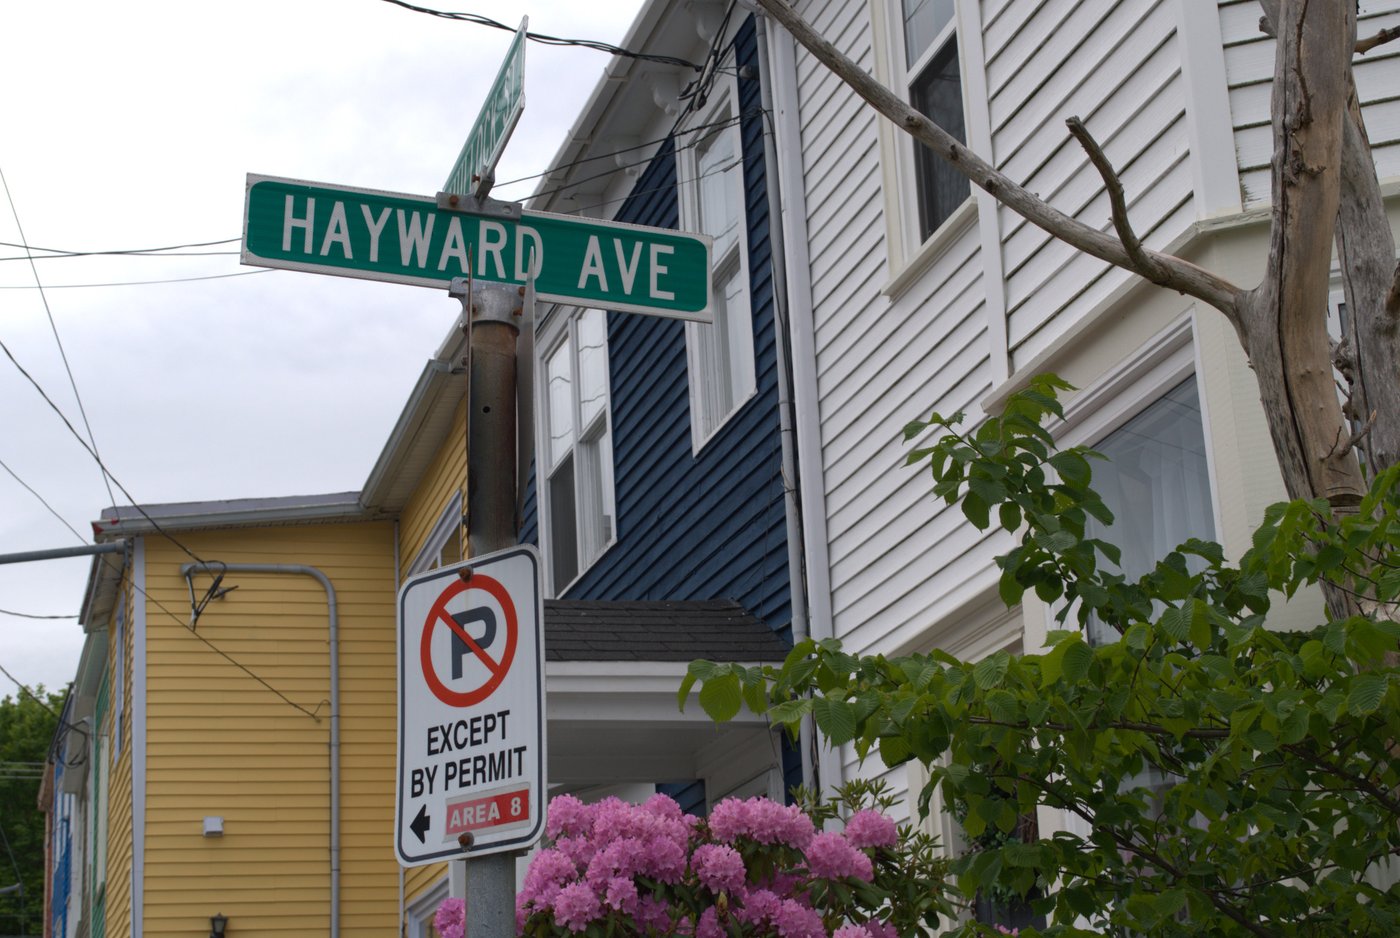 HAYWARD AVE
P
EXCEPT
BY PERMIT
AREA 8